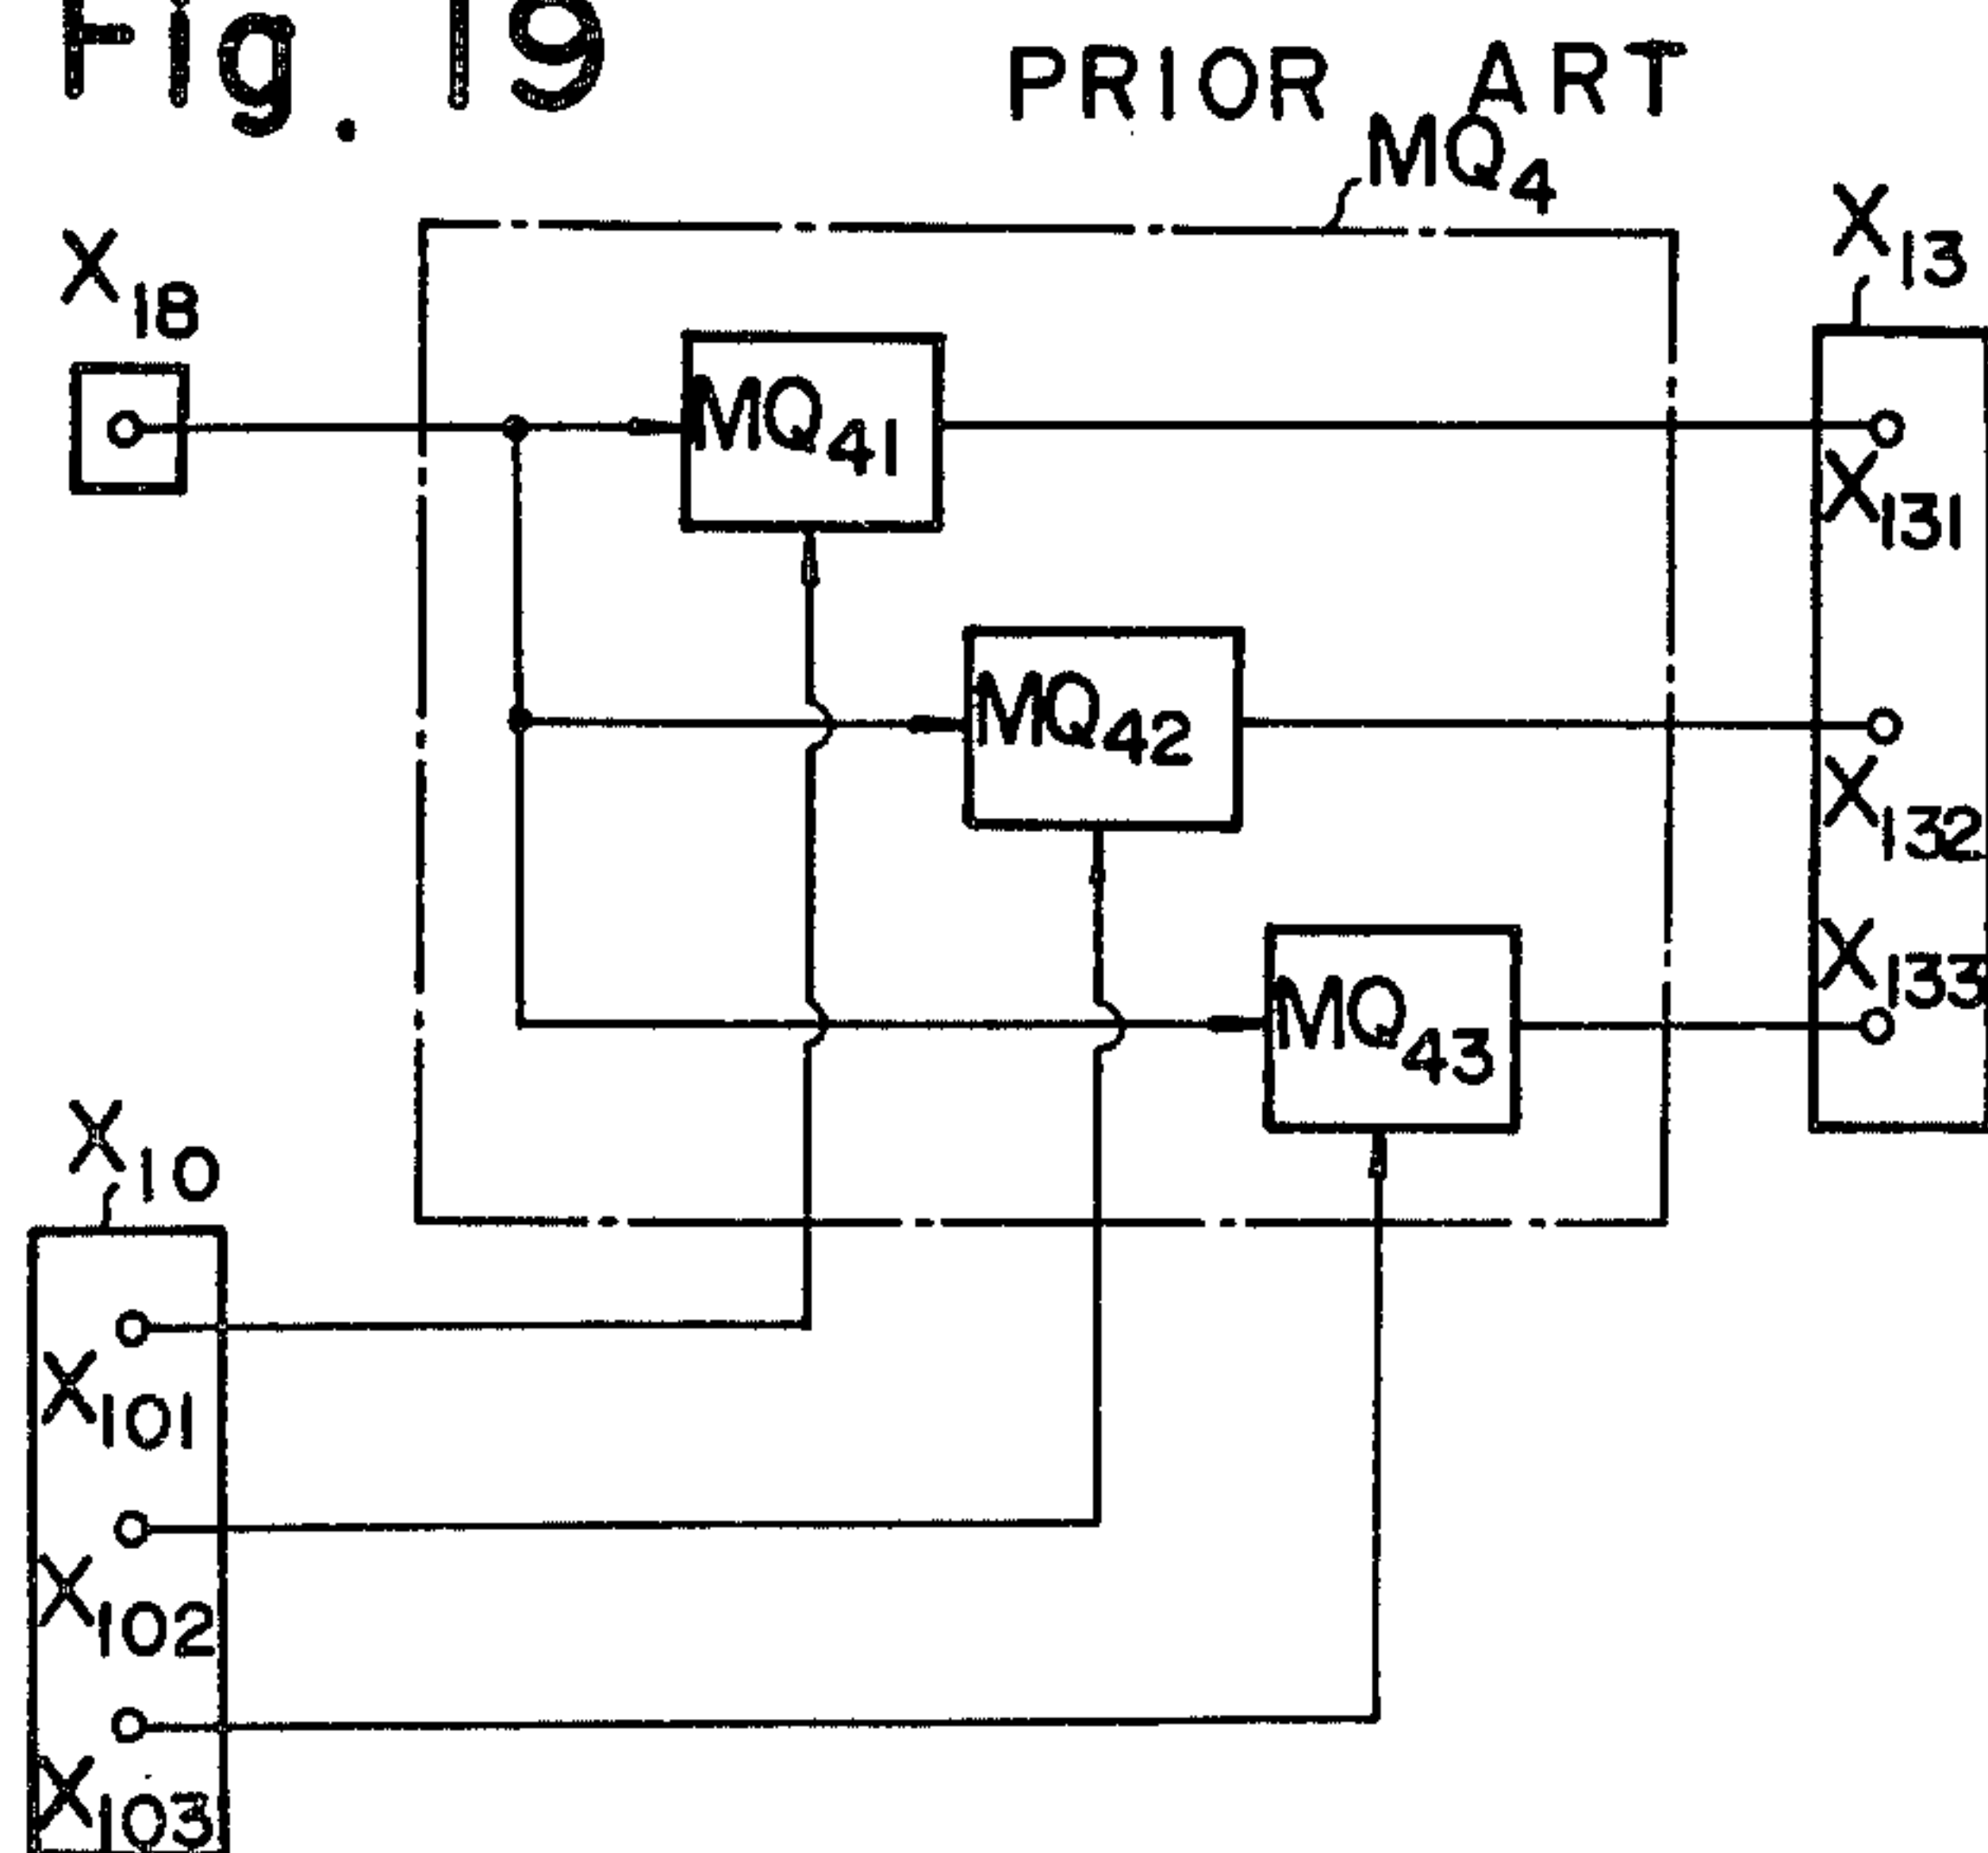 Fig. 19
PRIOR ART
MQ4
X18
X13
MQ41
X131
MQ42
X132
X133
MQ43
X10
X101
X102
X103